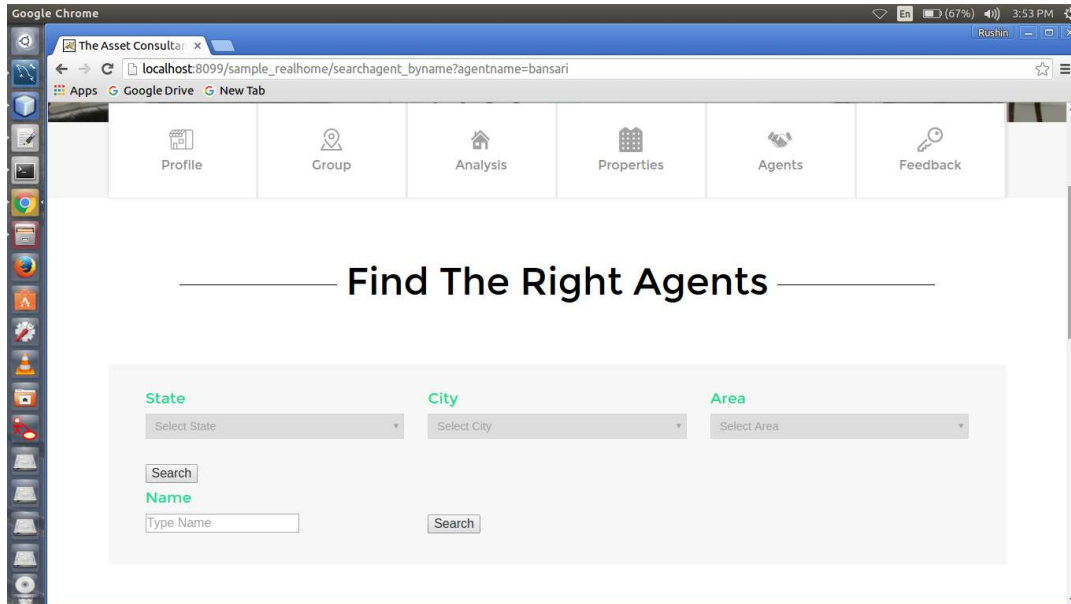 Google Chrome
En (67%) 3:53 PM
Rushin
The Asset Consultan
localhost:8099/sample_realhome/searchagent_byname?agentname=bansari
Apps G Google Drive G New Tab
Profile Group Analysis Properties Agents Feedback
Find The Right Agents
State City Area
Select State Select City Select Area
Search
Name
Type Name Search